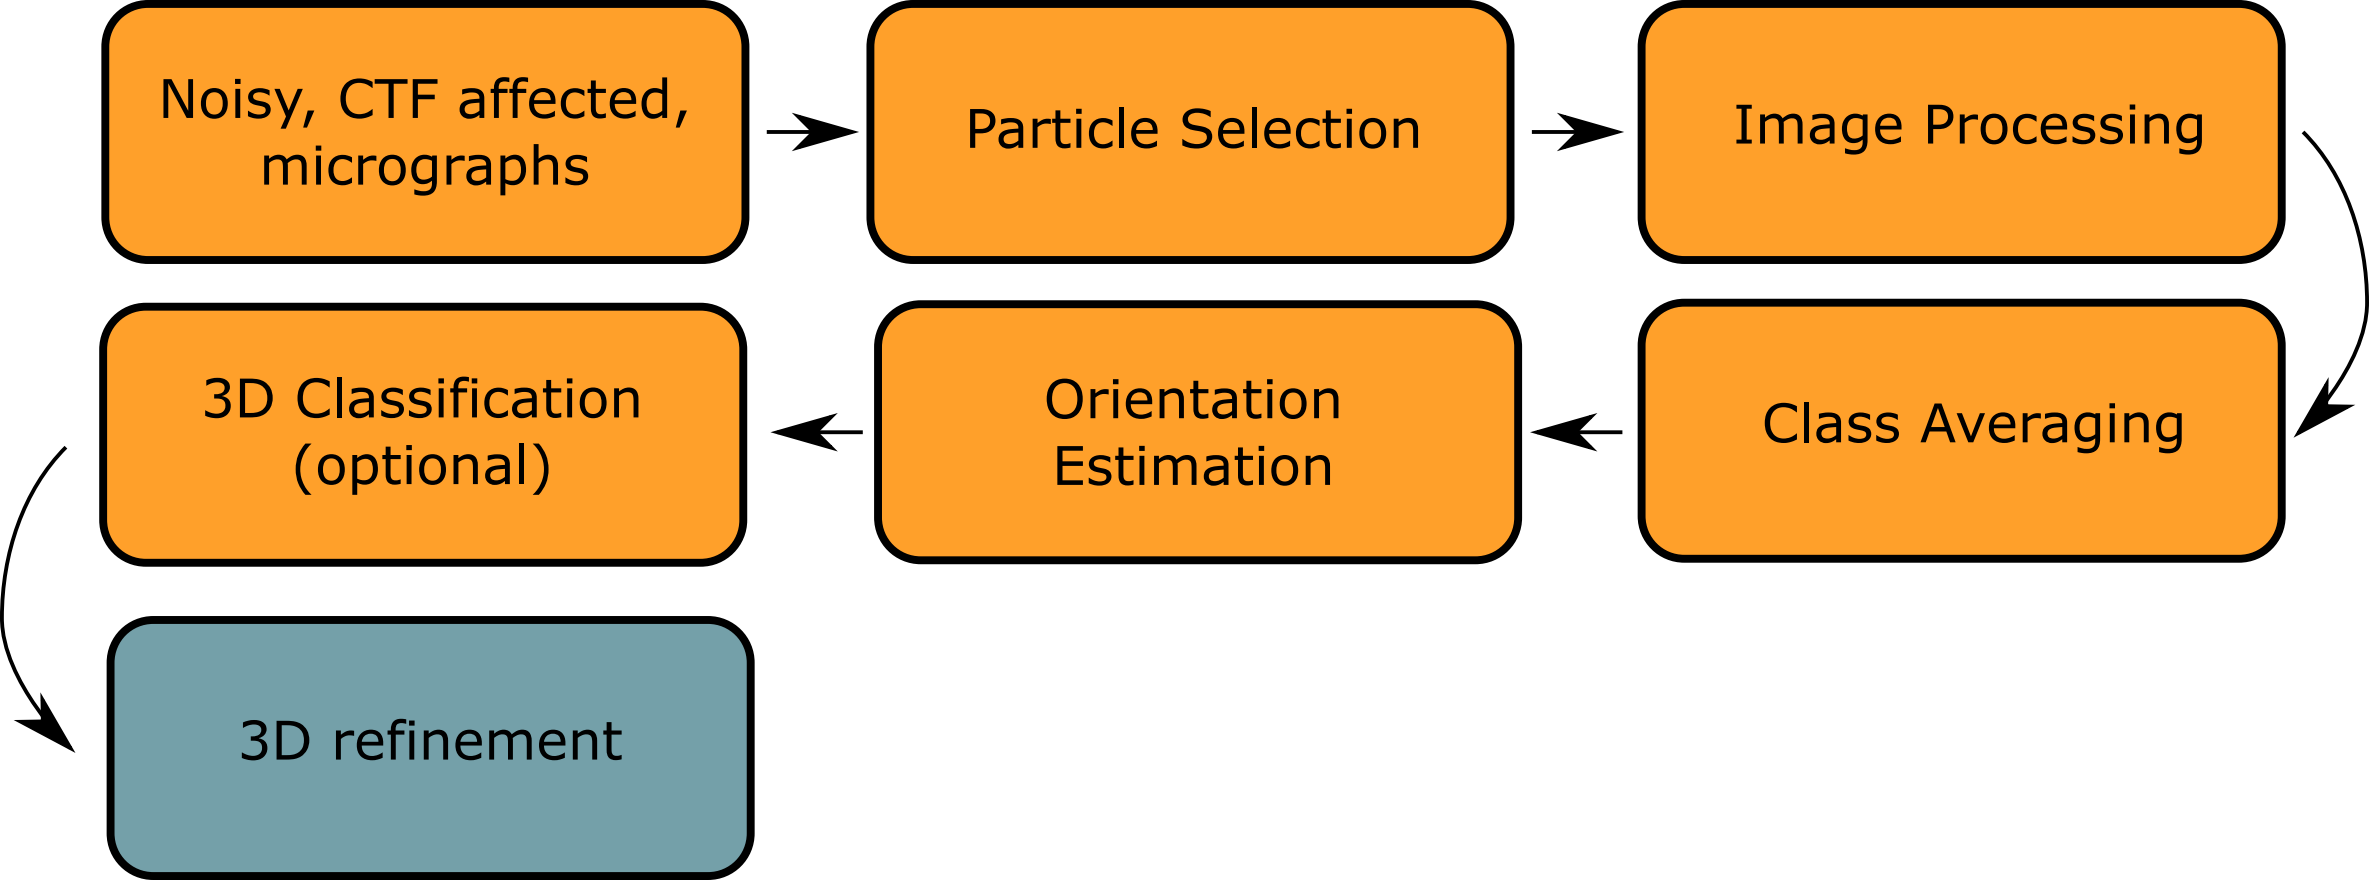 Noisy, CTF affected,
micrographs
Particle Selection
Image Processing
Class Averaging
Orientation
Estimation
3D Classification
(optional)
3D refinement